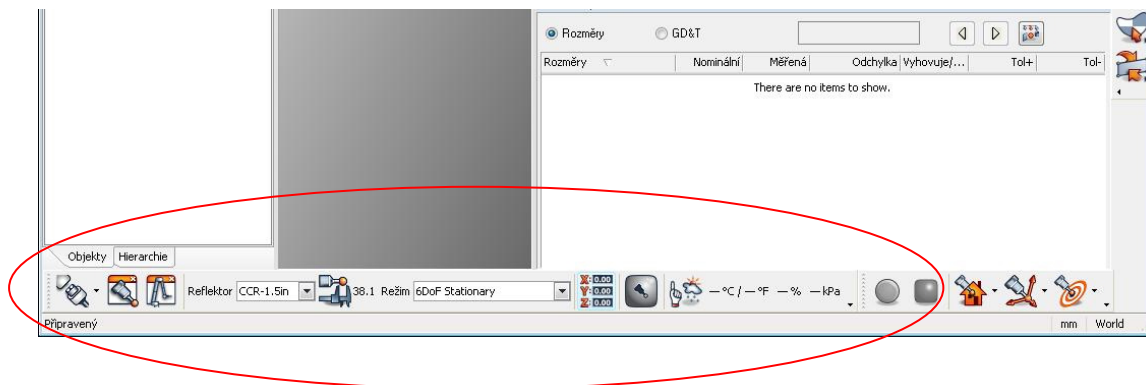 Rozměry GD&T
Rozměry Nominální Měřená Odchylka Vyhovuje/... Tol+ Tol-
There are no items to show.
Objekty Hierarchie
Reflektor CCR-1.5in 38.1 Režim 6DoF Stationary X: 0.00 — °C / — °F — % — kPa
Y: 0.00
Z: 0.00
Připravený mm World